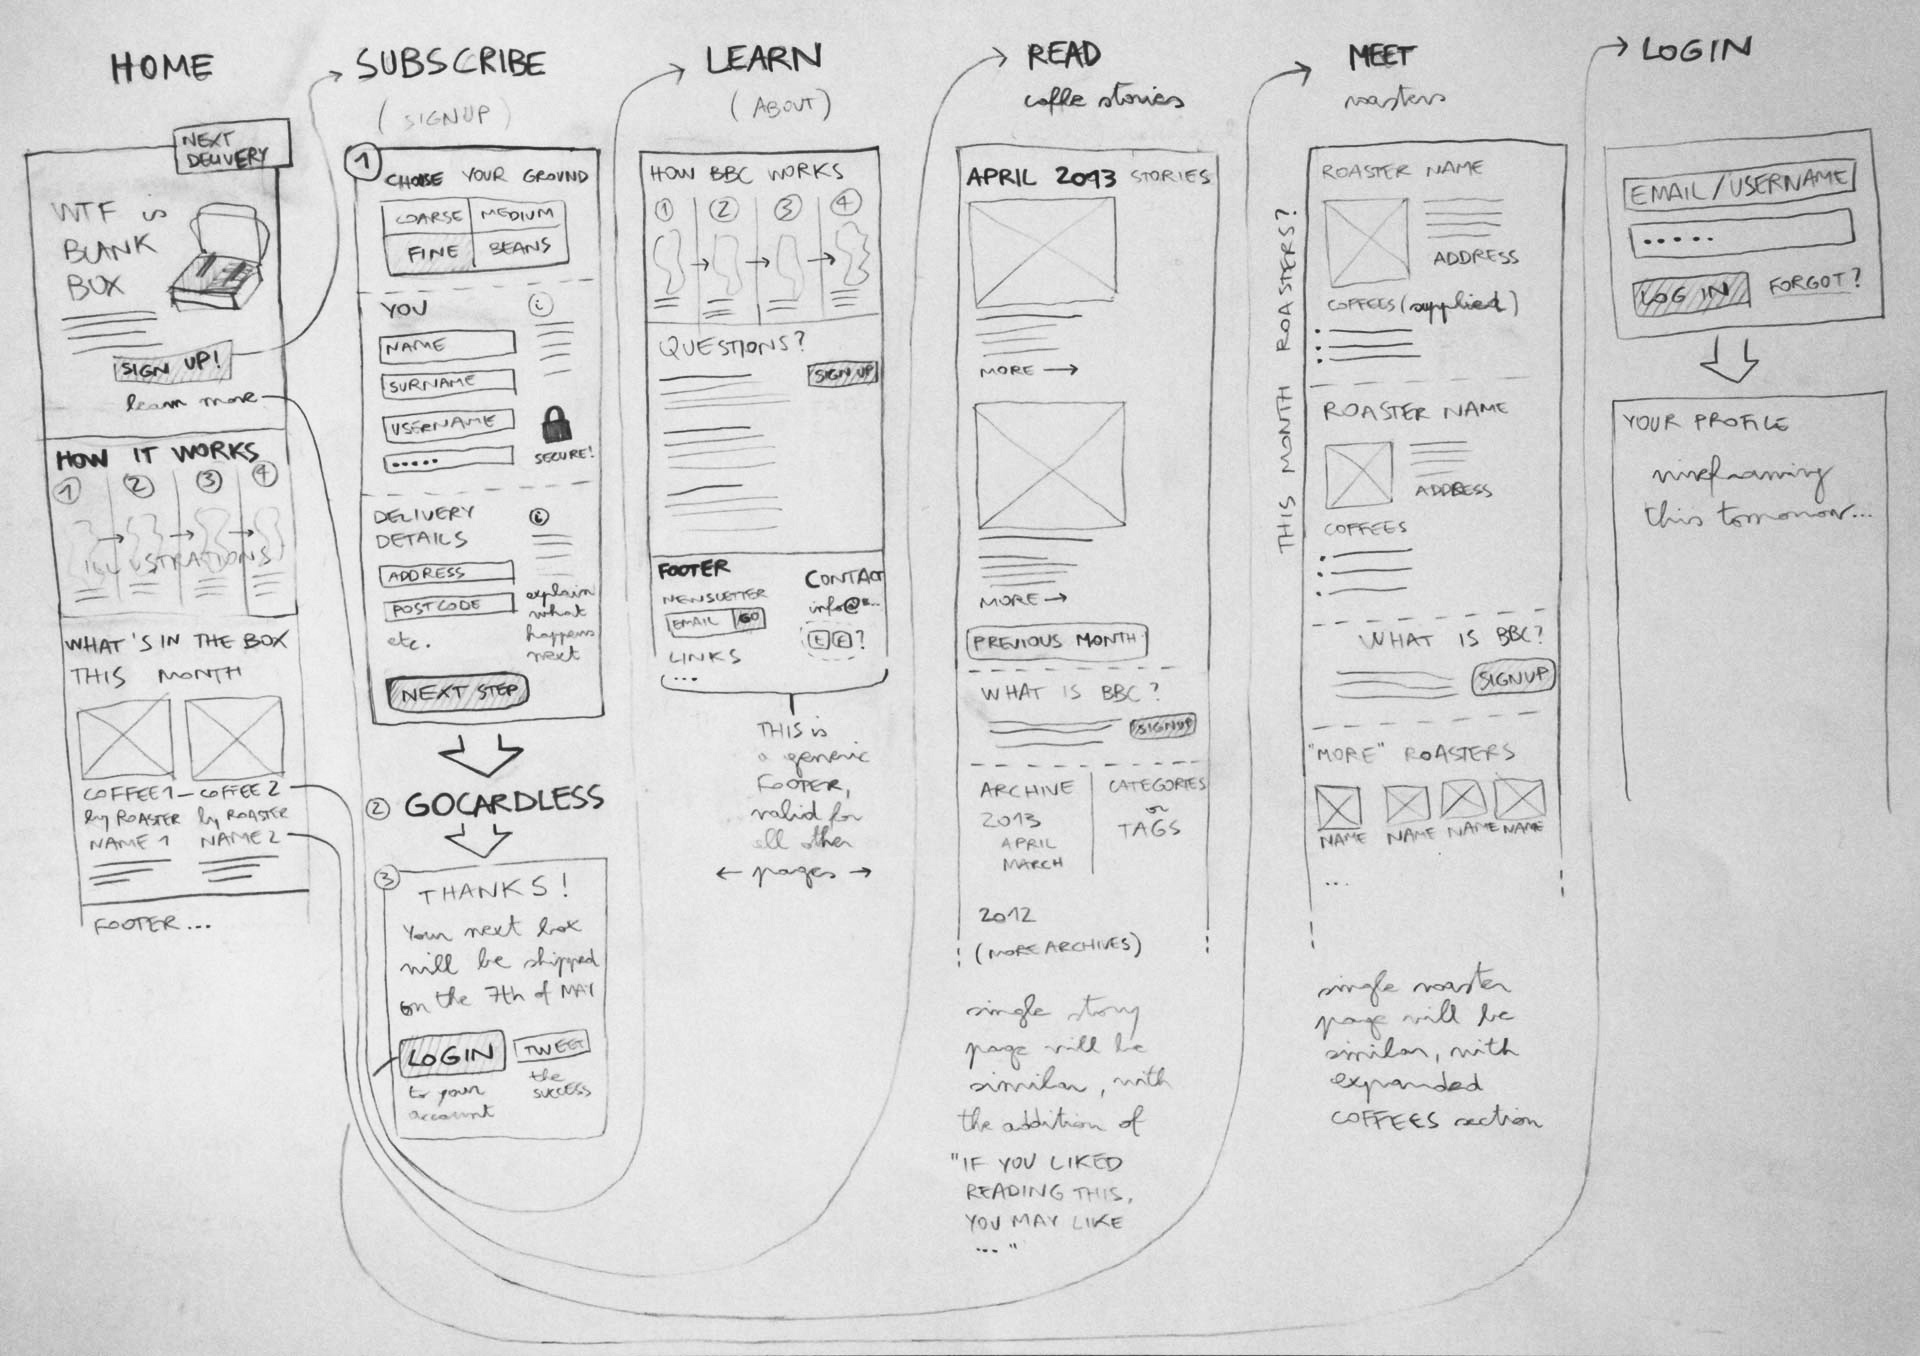 HOME
NEXT
DELIVERY
WTF is
BLANK
BOX
SIGN UP!
learn more
HOW IT WORKS
1 2 3 4
ILLUSTRATIONS
WHAT'S IN THE BOX
THIS MONTH
COFFEE 1 – COFFEE 2
by ROASTER by ROASTER
NAME 1 NAME 2
FOOTER ...
SUBSCRIBE
(SIGNUP)
1
CHOOSE YOUR GROUND
COARSE MEDIUM
FINE BEANS
YOU i
NAME
SURNAME
USERNAME
.....
SECURE!
DELIVERY i
DETAILS
ADDRESS
POSTCODE
etc.
explain
what
happens
next
NEXT STEP
2 GOCARDLESS
3
THANKS!
Your next box
will be shipped
on the 7th of MAY
LOGIN TWEET
to your
account
the
SUCCESS
LEARN
(ABOUT)
HOW BBC WORKS
1 2 3 4
QUESTIONS?
SIGN UP
FOOTER
NEWSLETTER
EMAIL GO
LINKS
...
CONTACT
info@B...
t f ?
THIS is
a generic
FOOTER,
valid for
all other
← pages →
READ
coffe stories
APRIL 2013 STORIES
MORE →
MORE →
PREVIOUS MONTH
WHAT IS BBC?
SIGNUP
ARCHIVE
2013
APRIL
MARCH
CATEGORIES
or
TAGS
2012
(MORE ARCHIVES)
single story
page will be
similar, with
the addition of
"IF YOU LIKED
READING THIS,
YOU MAY LIKE
..."
MEET
roasters
THIS MONTH ROASTERS?
ROASTER NAME
ADDRESS
COFFEES (supplied)
ROASTER NAME
ADDRESS
COFFEES
WHAT IS BBC?
SIGNUP
"MORE" ROASTERS
NAME NAME NAME NAME
...
single roaster
page will be
similar, with
expanded
COFFEES section
LOGIN
EMAIL/USERNAME
.....
LOG IN FORGOT?
YOUR PROFILE
wireframing
this tomorrow...